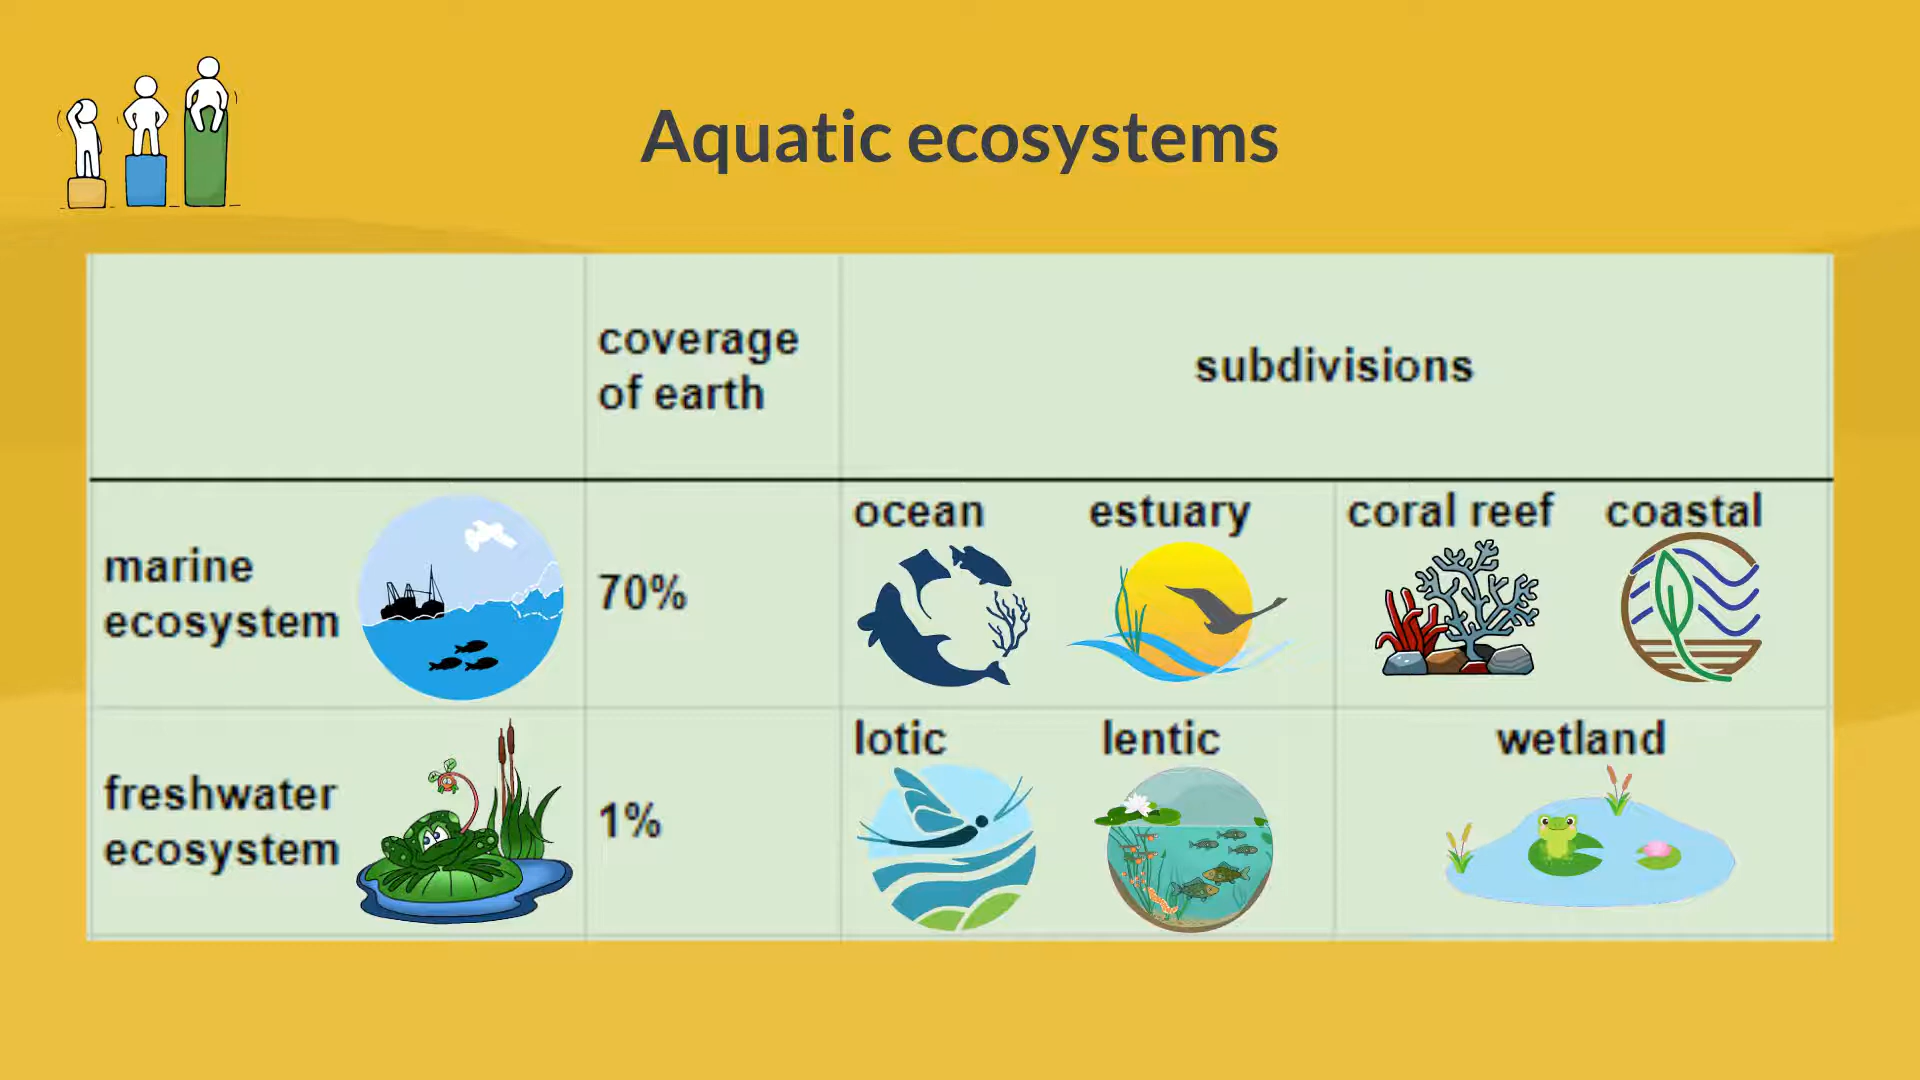 Aquatic ecosystems
coverage
of earth
subdivisions
marine
ecosystem
70%
ocean
estuary
coral reef
coastal
freshwater
ecosystem
1%
lotic
lentic
wetland